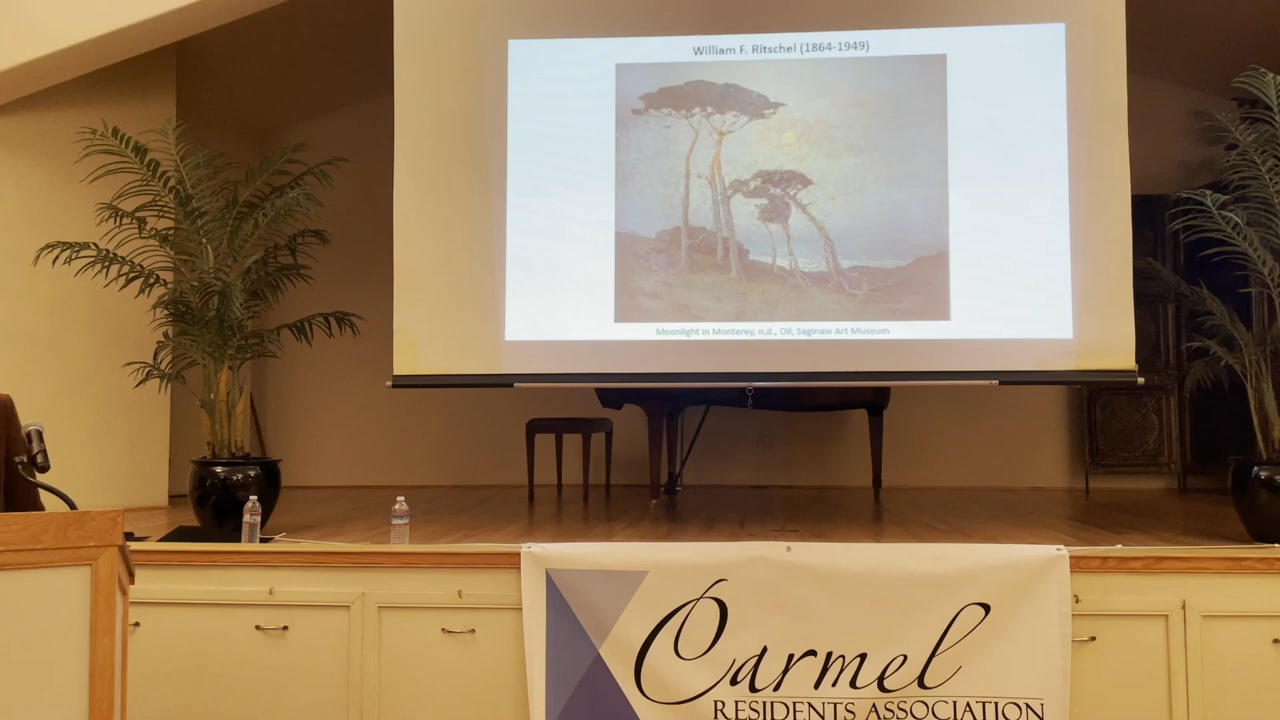 William F. Ritschel (1864-1949)
Moonlight in Monterey, n.d., Oil, Saginaw Art Museum
Carmel
RESIDENTS ASSOCIATION